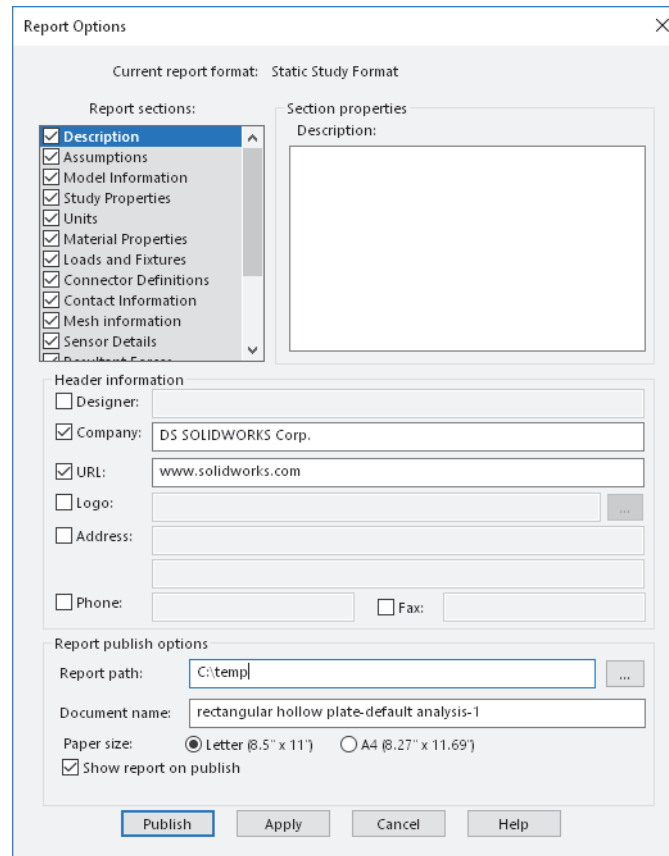 Report Options
Current report format: Static Study Format
Report sections:
Description
Assumptions
Model Information
Study Properties
Units
Material Properties
Loads and Fixtures
Connector Definitions
Contact Information
Mesh information
Sensor Details
Section properties
Description:
Header information
Designer:
Company: DS SOLIDWORKS Corp.
URL: www.solidworks.com
Logo: ...
Address:
Phone: Fax:
Report publish options
Report path: C:\temp ...
Document name: rectangular hollow plate-default analysis-1
Paper size: Letter (8.5" x 11") A4 (8.27" x 11.69")
Show report on publish
Publish Apply Cancel Help